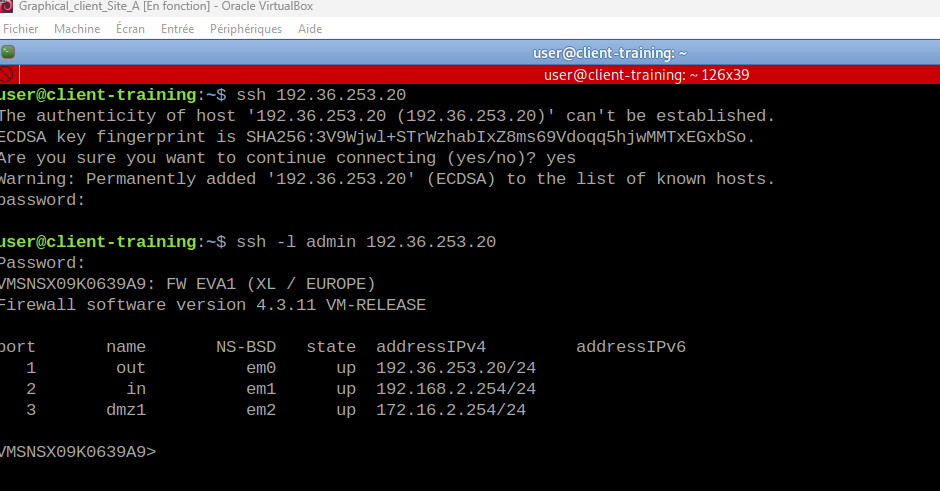 Graphical_client_Site_A [En fonction] - Oracle VirtualBox
Fichier Machine Écran Entrée Périphériques Aide
user@client-training: ~
user@client-training: ~ 126x39
user@client-training:~$ ssh 192.36.253.20
The authenticity of host '192.36.253.20 (192.36.253.20)' can't be established.
ECDSA key fingerprint is SHA256:3V9Wjwl+STrWzhabIxZ8ms69Vdoqq5hjwMMTxEGxbSo.
Are you sure you want to continue connecting (yes/no)? yes
Warning: Permanently added '192.36.253.20' (ECDSA) to the list of known hosts.
password:
user@client-training:~$ ssh -l admin 192.36.253.20
Password:
VMSNSX09K0639A9: FW EVA1 (XL / EUROPE)
Firewall software version 4.3.11 VM-RELEASE
port name NS-BSD state addressIPv4 addressIPv6
1 out em0 up 192.36.253.20/24
2 in em1 up 192.168.2.254/24
3 dmz1 em2 up 172.16.2.254/24
VMSNSX09K0639A9>